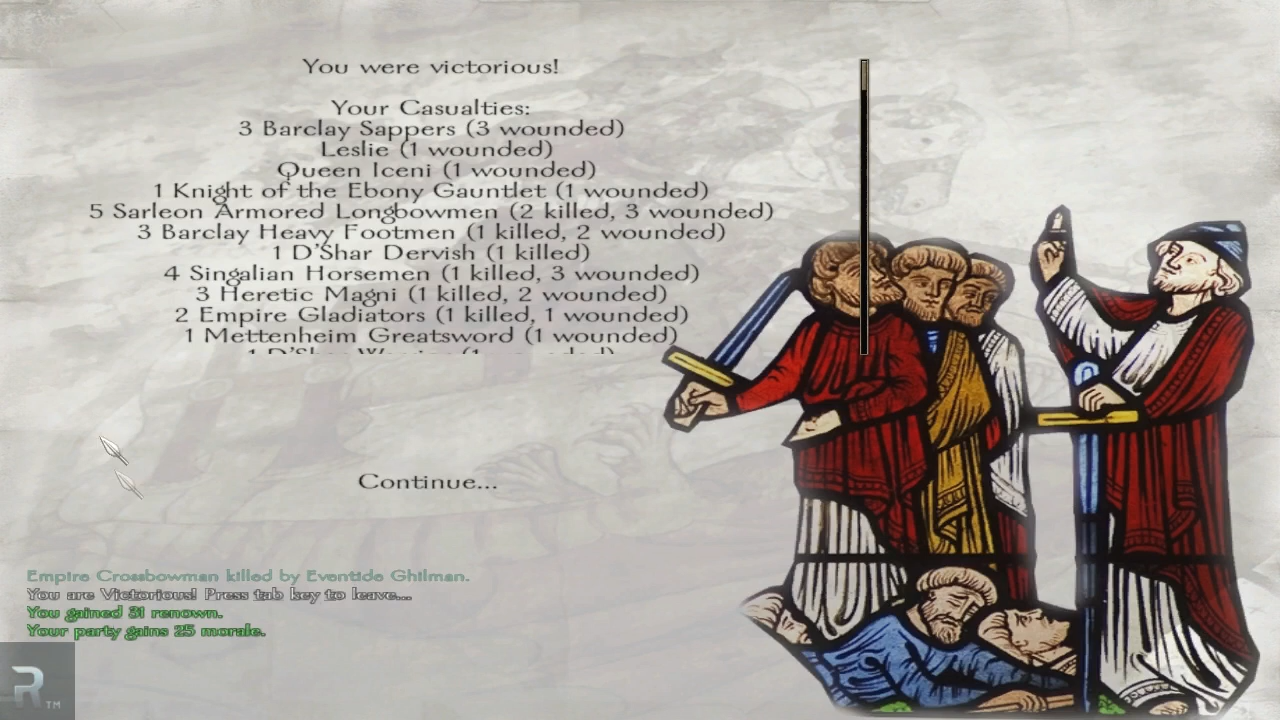 You were victorious!
Your Casualties:
3 Barclay Sappers (3 wounded)
Leslie (1 wounded)
Queen Iceni (1 wounded)
1 Knight of the Ebony Gauntlet (1 wounded)
5 Sarleon Armored Longbowmen (2 killed, 3 wounded)
3 Barclay Heavy Footmen (1 killed, 2 wounded)
1 D'Shar Dervish (1 killed)
4 Singalian Horsemen (1 killed, 3 wounded)
3 Heretic Magni (1 killed, 2 wounded)
2 Empire Gladiators (1 killed, 1 wounded)
1 Mettenheim Greatsword (1 wounded)
Continue...
Empire Crossbowman killed by Eventide Ghilman.
You are Victorious! Press tab key to leave...
You gained 31 renown.
Your party gains 25 morale.
R TM